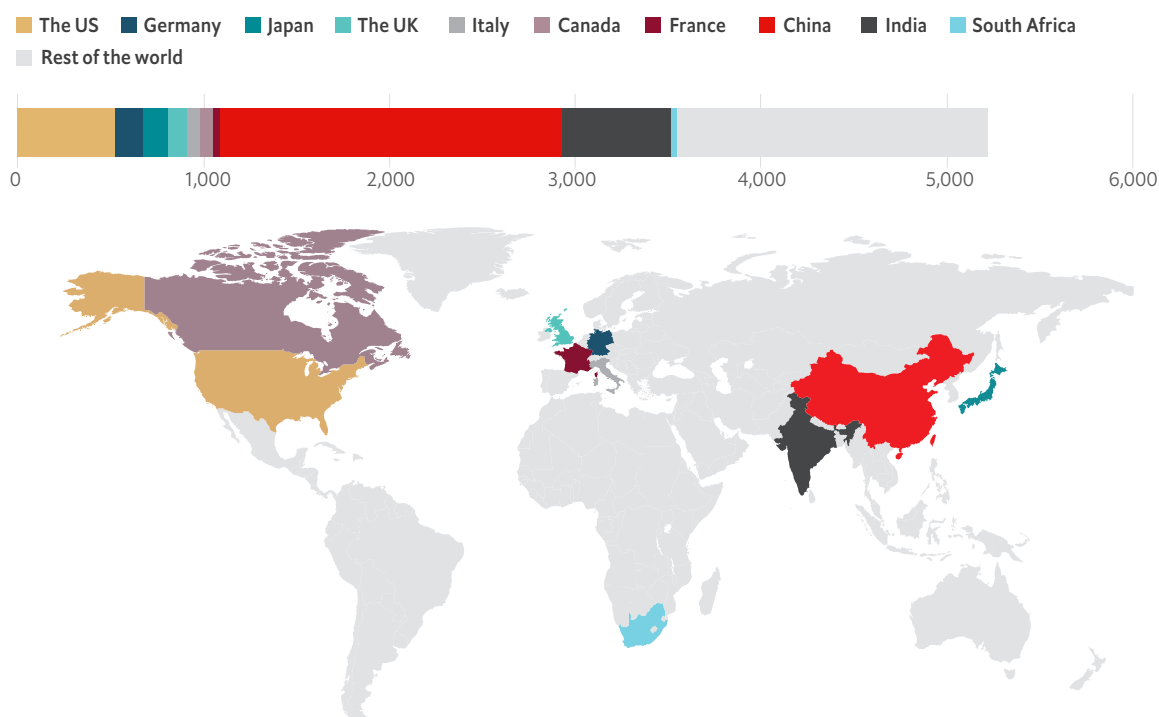 The US Germany Japan The UK Italy Canada France China India South Africa
Rest of the world
0 1,000 2,000 3,000 4,000 5,000 6,000